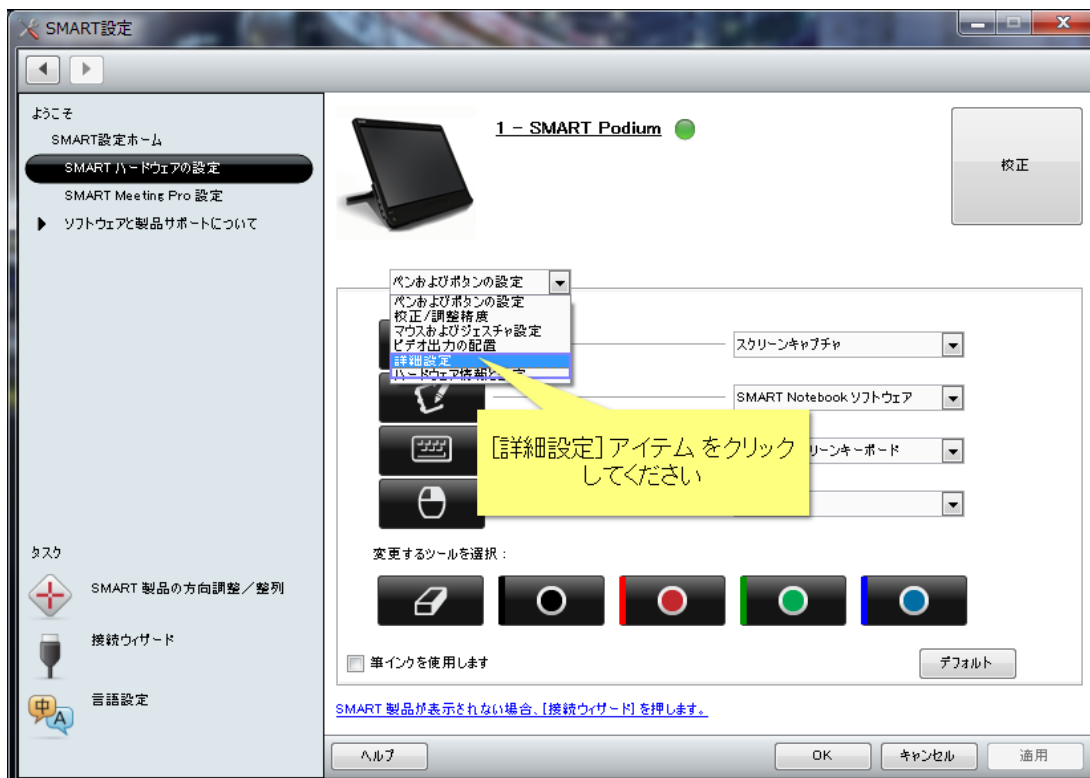 SMART設定
ようこそ
SMART設定ホーム
SMART ハードウェアの設定
SMART Meeting Pro 設定
ソフトウェアと製品サポートについて
1 - SMART Podium
校正
ペンおよびボタンの設定
ペンおよびボタンの設定
校正/調整精度
マウスおよびジェスチャ設定
ビデオ出力の配置
詳細設定
ハードウェア情報と
スクリーンキャプチャ
SMART Notebook ソフトウェア
リーンキーボード
[詳細設定] アイテム をクリック
してください
変更するツールを選択:
筆インクを使用します
デフォルト
タスク
SMART 製品の方向調整/整列
接続ウィザード
言語設定
SMART 製品が表示されない場合、[接続ウィザード] を押します。
ヘルプ
OK
キャンセル
適用